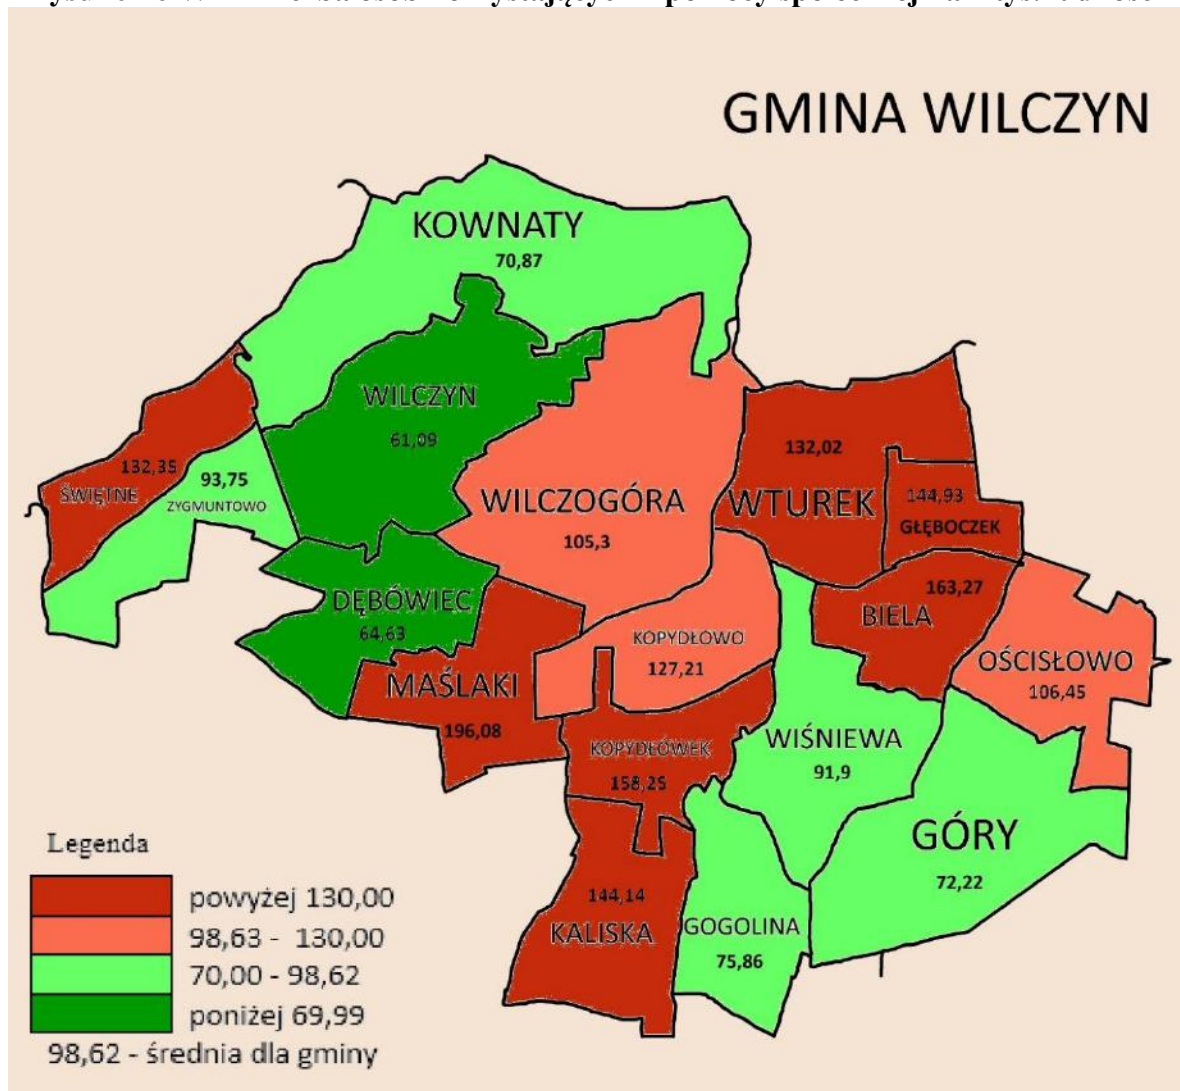 GMINA WILCZYN
KOWNATY
70,87
WILCZYN
61,09
132,35
ŚWIĘTNE
93,75
ZYGMUNTOWO
WILCZOGÓRA
105,3
132,02
WTUREK
144,93
GŁĘBOCZEK
163,27
BIELA
OŚCISŁOWO
106,45
DĘBÓWIEC
64,63
KOPYDŁOWO
127,21
MAŚLAKI
196,08
KOPYDŁÓWEK
158,25
WIŚNIEWA
91,9
GÓRY
72,22
144,14
KALISKA
GOGOLINA
75,86
Legenda
powyżej 130,00
98,63 - 130,00
70,00 - 98,62
poniżej 69,99
98,62 - średnia dla gminy